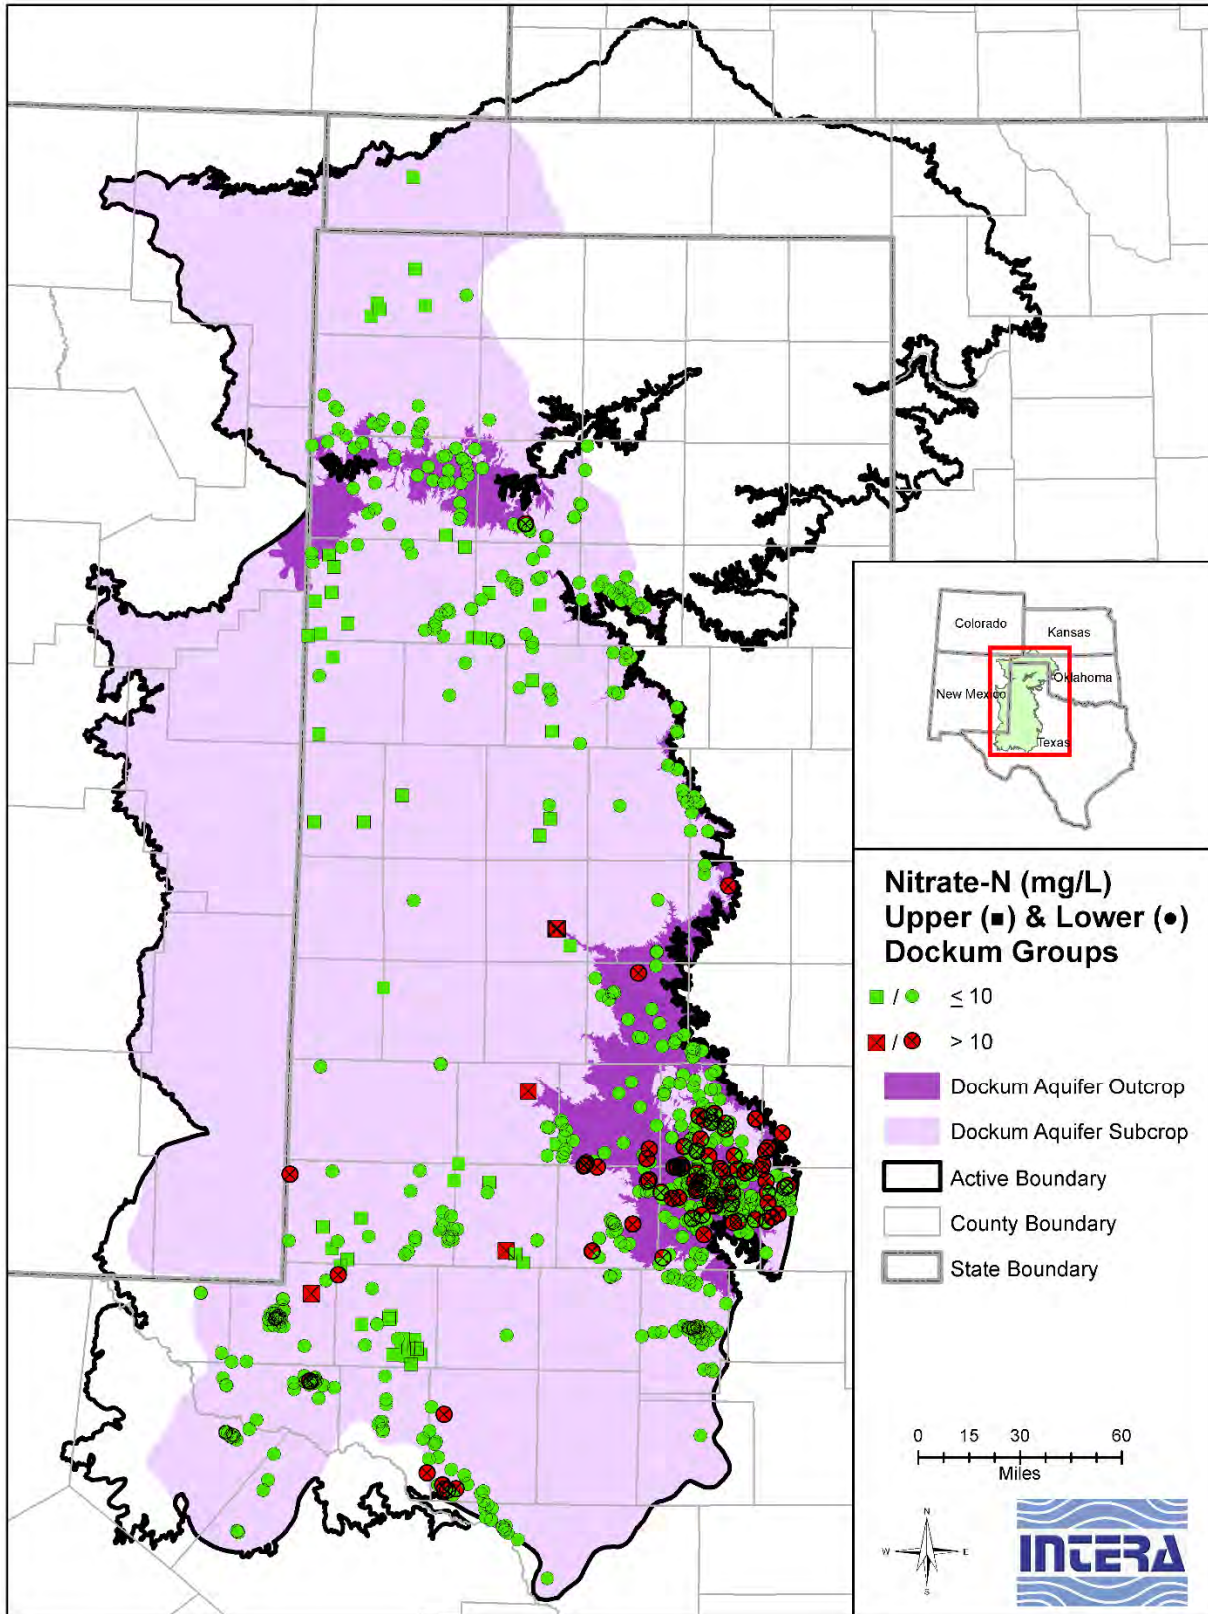 Colorado
Kansas
New Mexico
Oklahoma
Texas
Nitrate-N (mg/L)
Upper (■) & Lower (●)
Dockum Groups
/ ≤ 10
/ > 10
Dockum Aquifer Outcrop
Dockum Aquifer Subcrop
Active Boundary
County Boundary
State Boundary
0 15 30 60
Miles
N
W E
S
INTERA